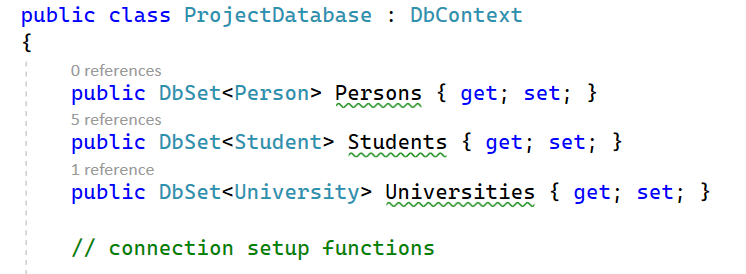 public class ProjectDatabase : DbContext
{
0 references
public DbSet<Person> Persons { get; set; }
5 references
public DbSet<Student> Students { get; set; }
1 reference
public DbSet<University> Universities { get; set; }
// connection setup functions